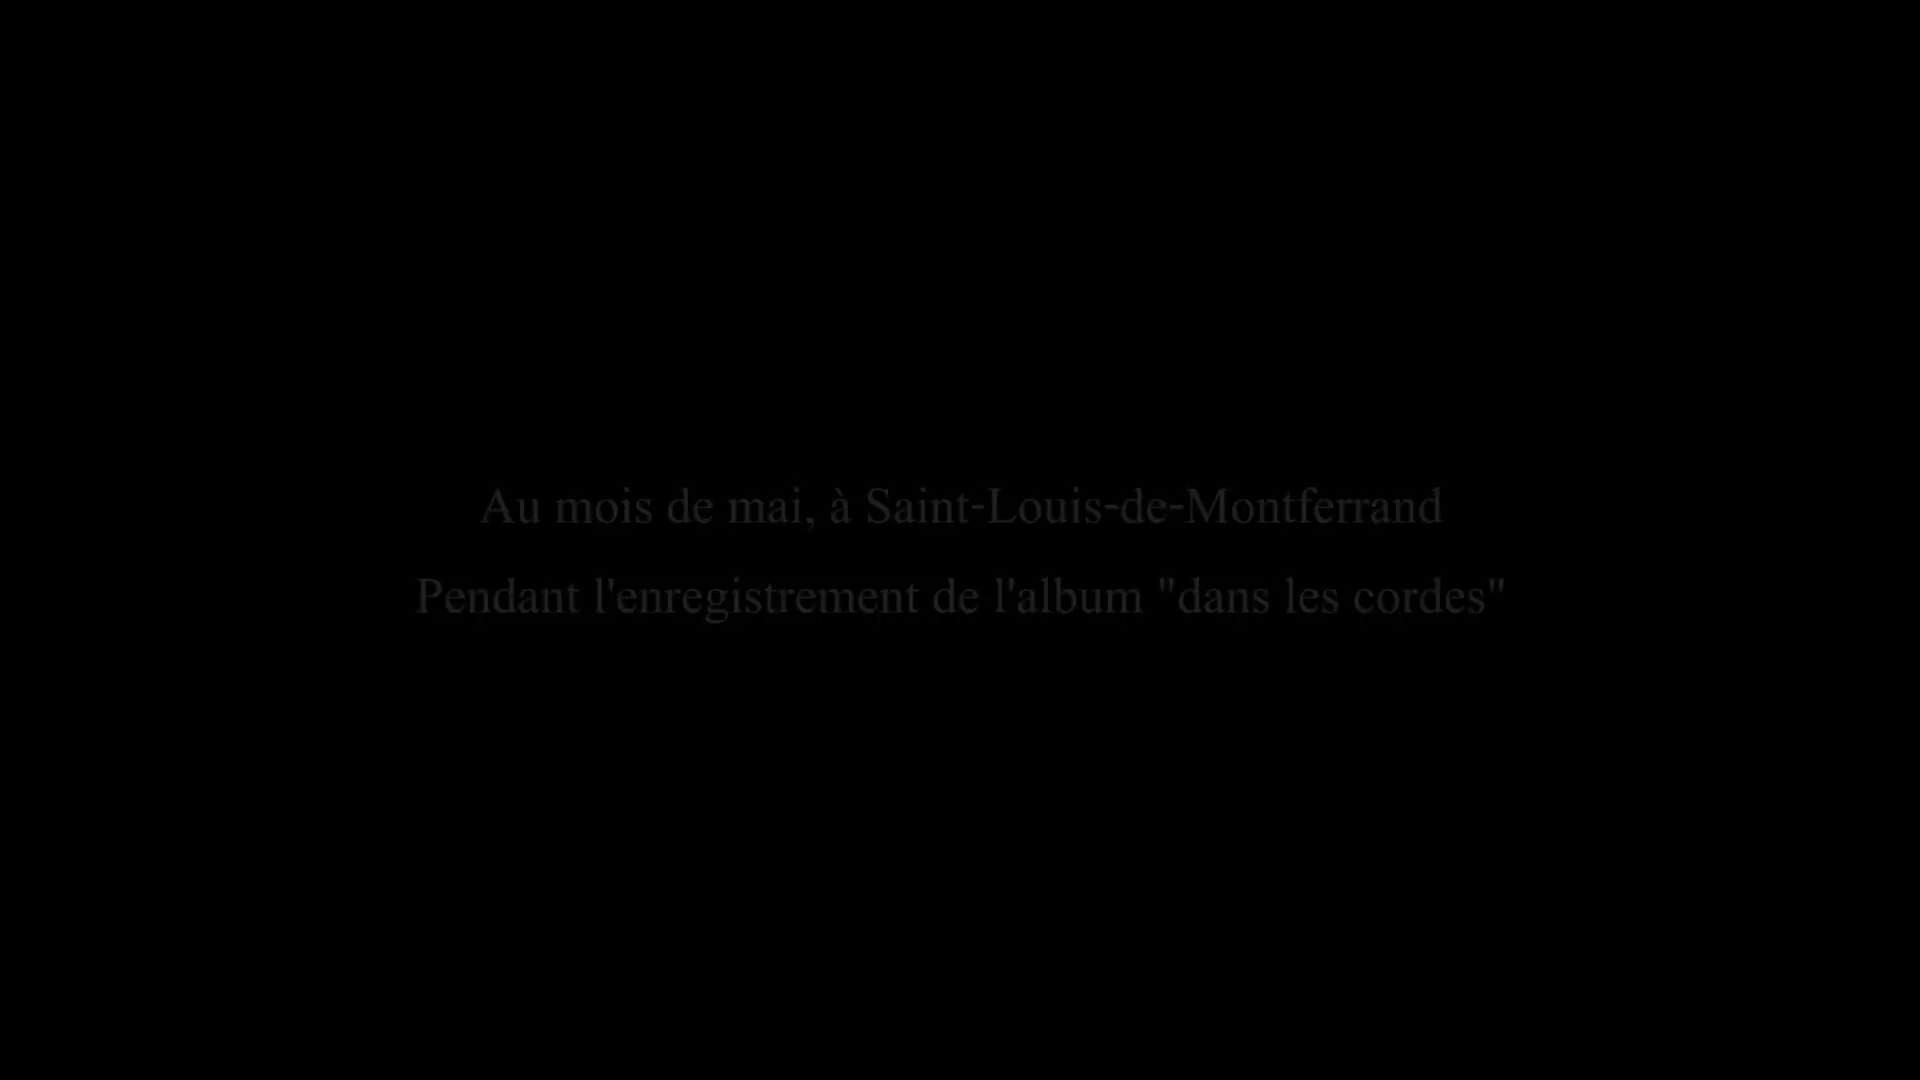 Au mois de mai, à Saint-Louis-de-Montferrand
Pendant l'enregistrement de l'album "dans les cordes"